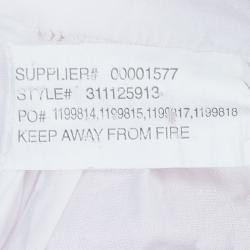 SUPPLIER# 00001577
STYLE# 311125913
PO# 1199814,1199815,1199817,1199818
KEEP AWAY FROM FIRE